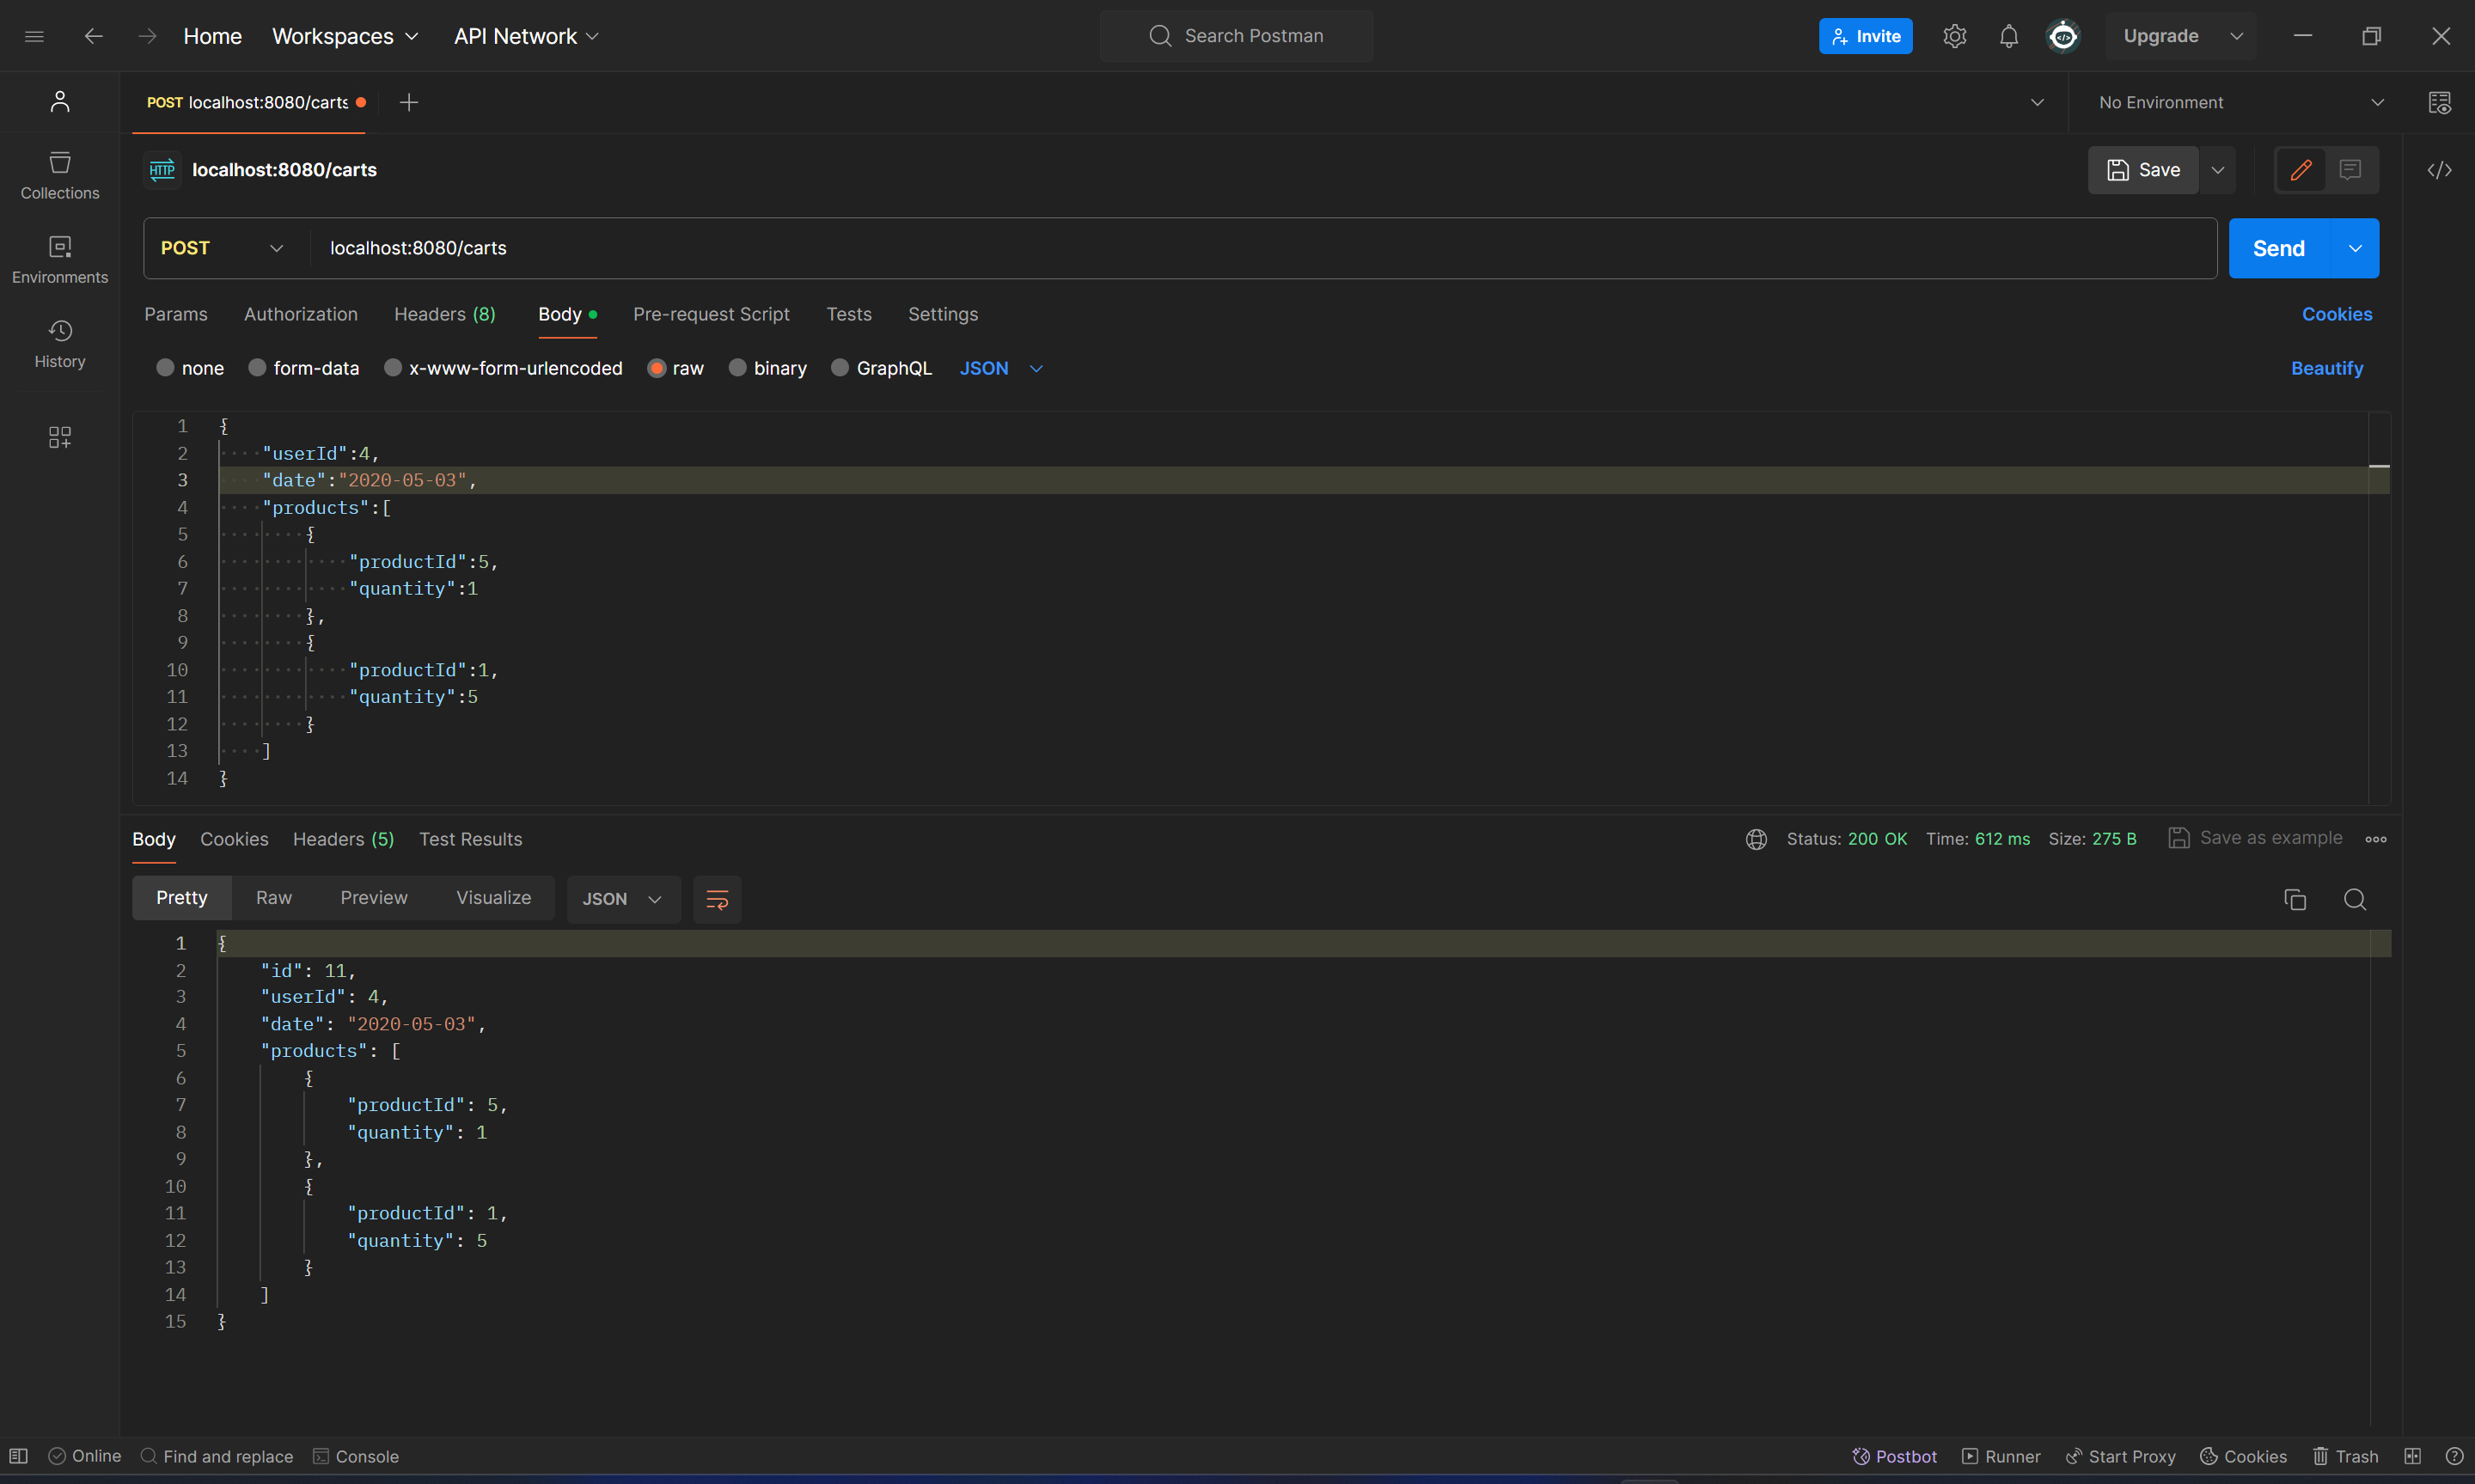 Home Workspaces API Network Search Postman Invite Upgrade
POST localhost:8080/carts No Environment
HTTP localhost:8080/carts Save
Collections
Environments
History
POST localhost:8080/carts Send
Params Authorization Headers (8) Body Pre-request Script Tests Settings Cookies
none form-data x-www-form-urlencoded raw binary GraphQL JSON Beautify
1 {
2 "userId":4,
3 "date":"2020-05-03",
4 "products":[
5 {
6 "productId":5,
7 "quantity":1
8 },
9 {
10 "productId":1,
11 "quantity":5
12 }
13 ]
14 }
Body Cookies Headers (5) Test Results Status: 200 OK Time: 612 ms Size: 275 B Save as example
Pretty Raw Preview Visualize JSON
1 {
2 "id": 11,
3 "userId": 4,
4 "date": "2020-05-03",
5 "products": [
6 {
7 "productId": 5,
8 "quantity": 1
9 },
10 {
11 "productId": 1,
12 "quantity": 5
13 }
14 ]
15 }
Online Find and replace Console Postbot Runner Start Proxy Cookies Trash